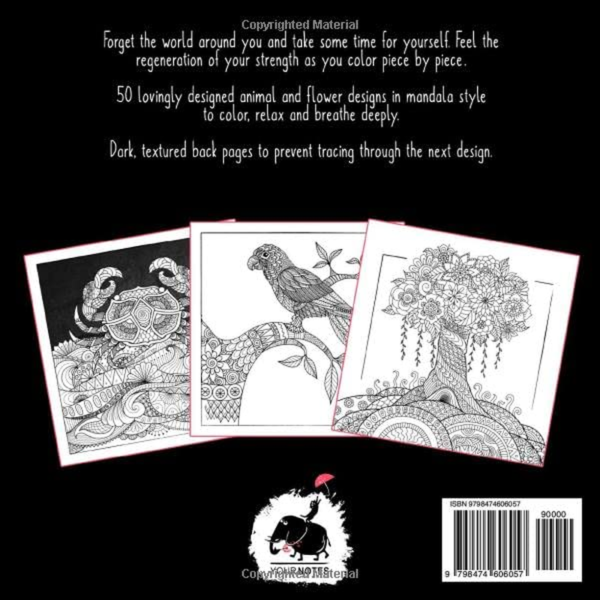 Copyrighted Material
Forget the world around you and take some time for yourself. Feel the
regeneration of your strength as you color piece by piece.
50 lovingly designed animal and flower designs in mandala style
to color, relax and breathe deeply.
Dark, textured back pages to prevent tracing through the next design.
YOUR NOTES
Copyrighted Material
ISBN 9798474606057
90000
9 798474 606057